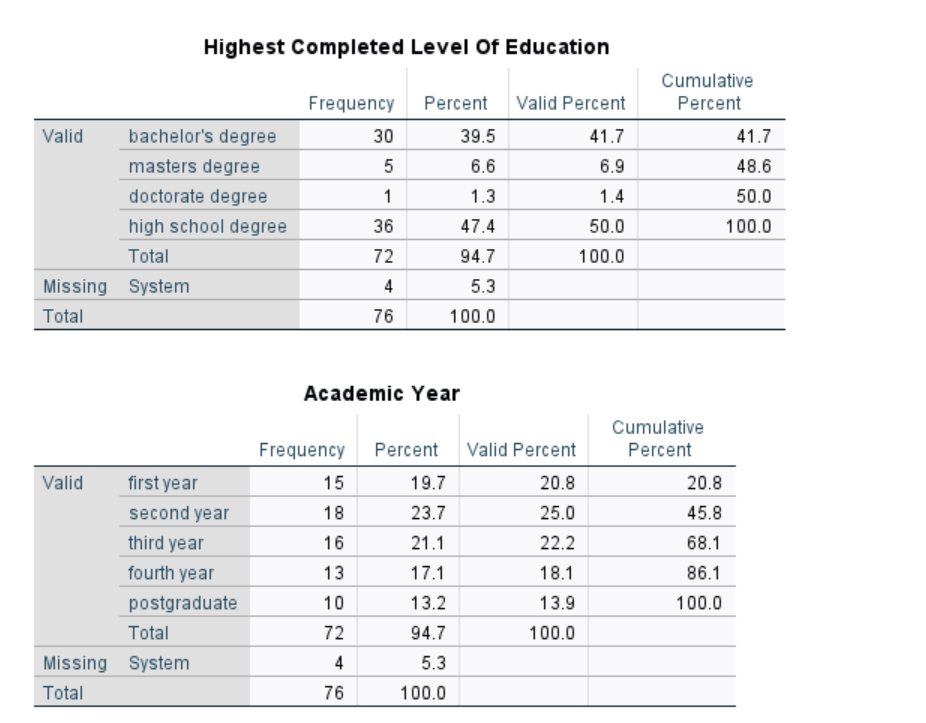 Highest Completed Level Of Education
Frequency Percent Valid Percent Cumulative Percent
Valid bachelor's degree 30 39.5 41.7 41.7
masters degree 5 6.6 6.9 48.6
doctorate degree 1 1.3 1.4 50.0
high school degree 36 47.4 50.0 100.0
Total 72 94.7 100.0
Missing System 4 5.3
Total 76 100.0
Academic Year
Frequency Percent Valid Percent Cumulative Percent
Valid first year 15 19.7 20.8 20.8
second year 18 23.7 25.0 45.8
third year 16 21.1 22.2 68.1
fourth year 13 17.1 18.1 86.1
postgraduate 10 13.2 13.9 100.0
Total 72 94.7 100.0
Missing System 4 5.3
Total 76 100.0